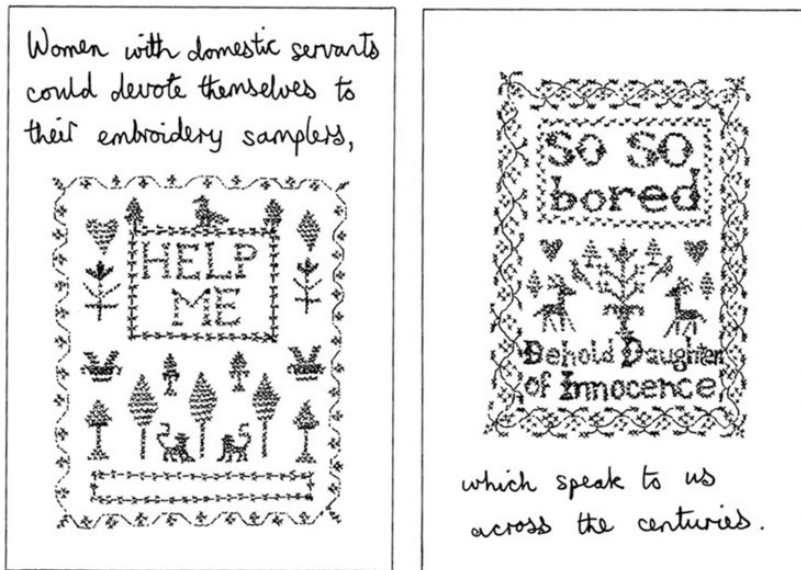 Women with domestic servants
could devote themselves to
their embroidery samplers,
HELP
ME
So So
bored
Behold Daughter
of Innocence
which speak to us
across the centuries.